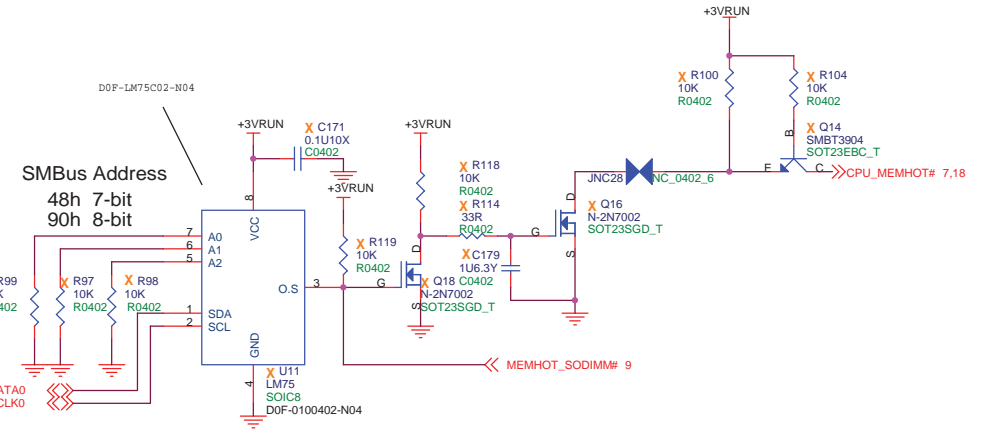 +3VRUN
X R100
10K
R0402
X R104
10K
R0402
B
X Q14
SMBT3904
SOT23EBC_T
E
C
CPU_MEMHOT# 7,18
JNC28
NC_0402_6
D0F-LM75C02-N04
+3VRUN
X C171
0.1U10X
C0402
+3VRUN
+3VRUN
X R118
10K
R0402
X R114
33R
R0402
SMBus Address
48h 7-bit
90h 8-bit
8
VCC
7 A0
6 A1
5 A2
O.S 3
1 SDA
2 SCL
GND
4
X R119
10K
R0402
G
D
S
X Q18
N-2N7002
SOT23SGD_T
X C179
1U6.3Y
C0402
G
D
S
X Q16
N-2N7002
SOT23SGD_T
R99
K
402
X R97
10K
R0402
X R98
10K
R0402
MEMHOT_SODIMM# 9
X U11
LM75
SOIC8
D0F-0100402-N04
ATA0
CLK0